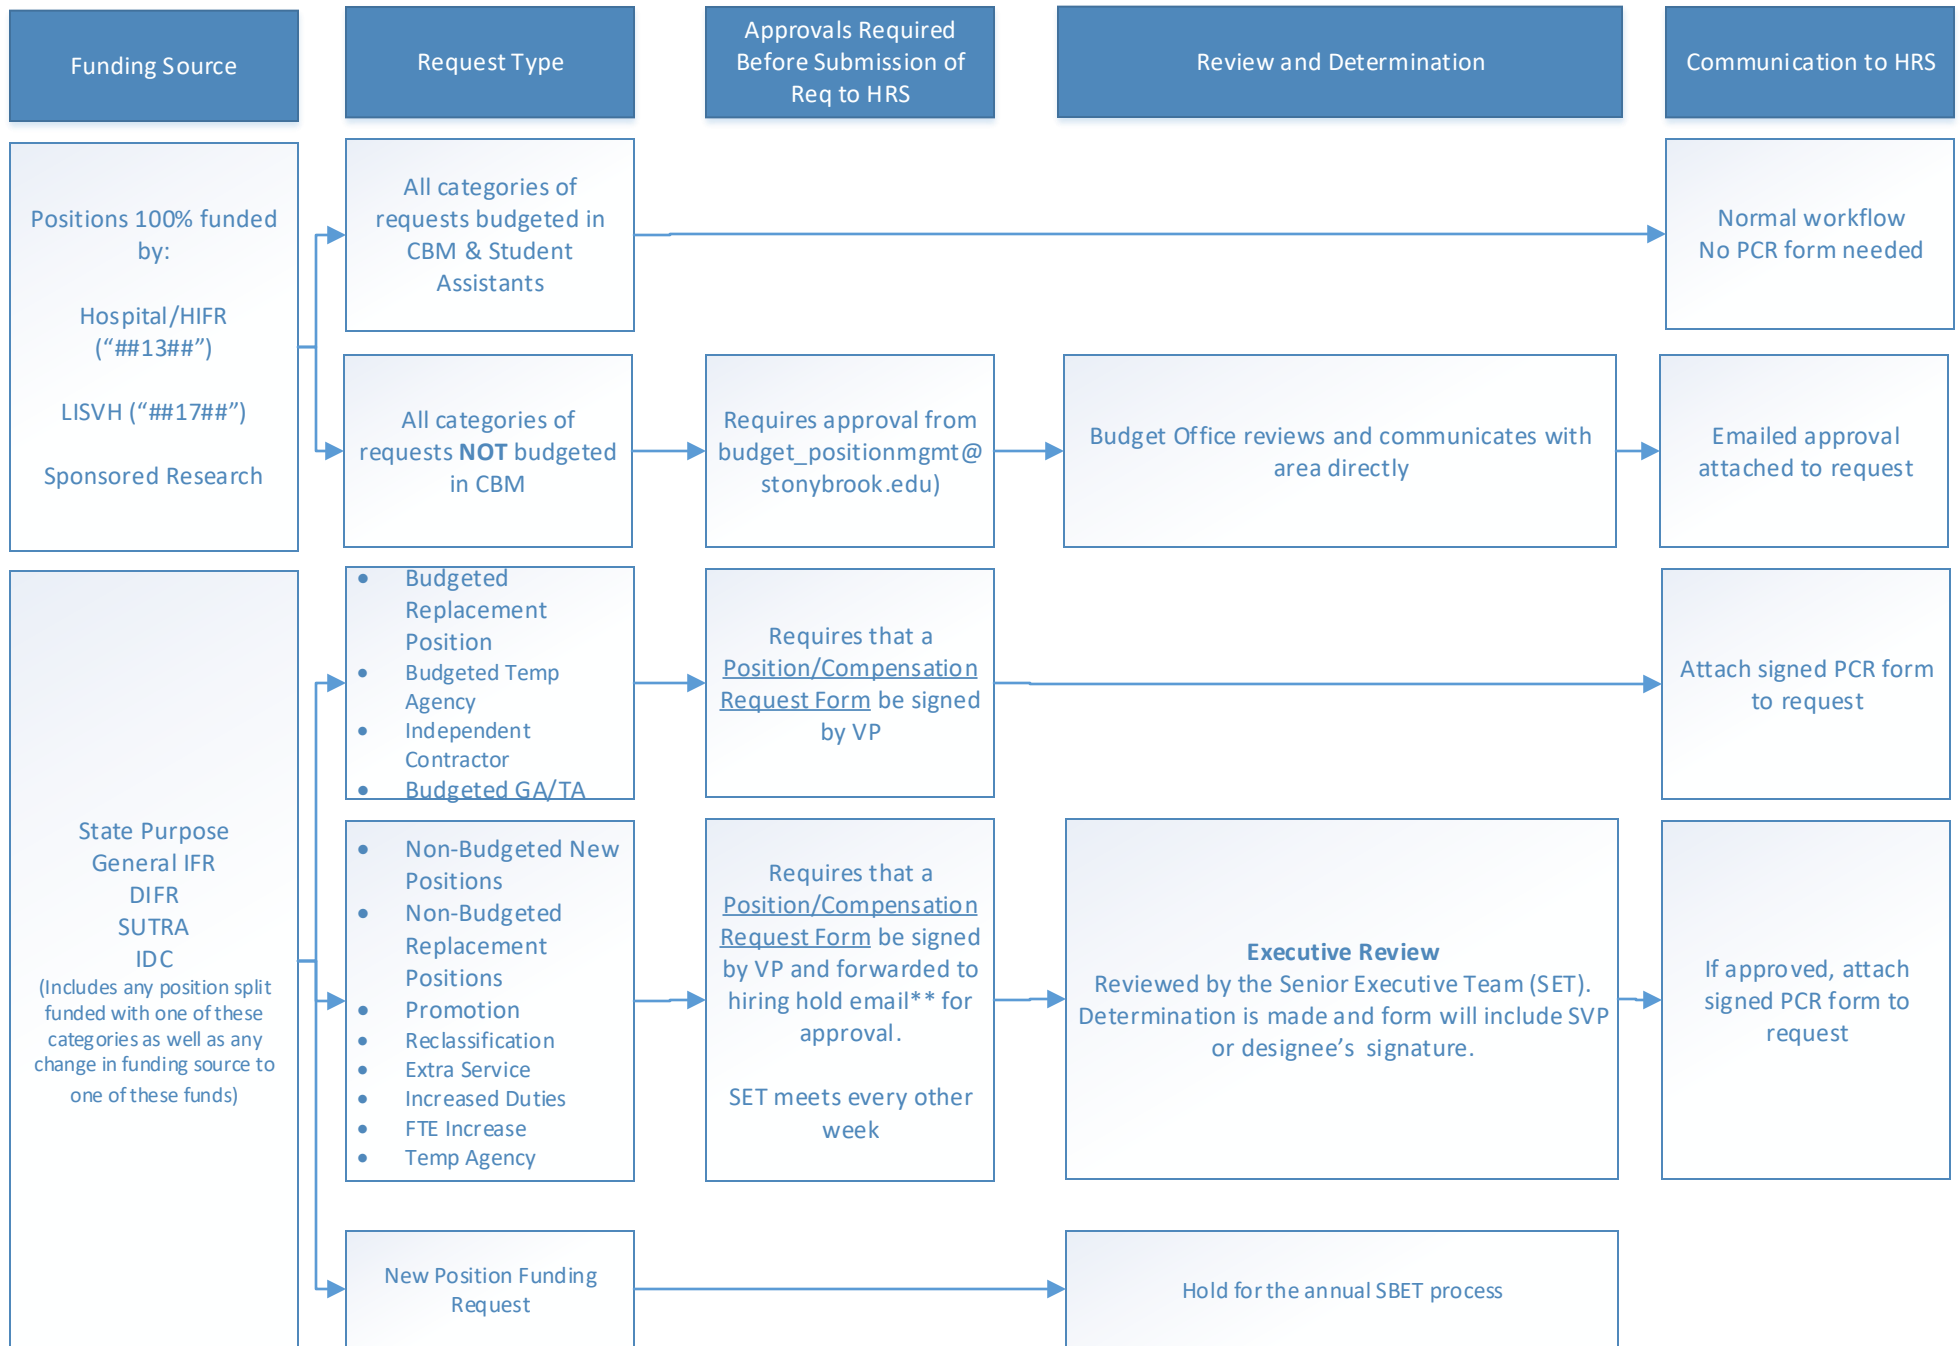 Funding Source
Request Type
Approvals Required
Before Submission of
Req to HRS
Review and Determination
Communication to HRS
Positions 100% funded
by:
Hospital/HIFR
(“##13##”)
LISVH (“##17##”)
Sponsored Research
All categories of
requests budgeted in
CBM & Student
Assistants
Normal workflow
No PCR form needed
All categories of
requests NOT budgeted
in CBM
Requires approval from
budget_positionmgmt@
stonybrook.edu)
Budget Office reviews and communicates with
area directly
Emailed approval
attached to request
State Purpose
General IFR
DIFR
SUTRA
IDC
(Includes any position split
funded with one of these
categories as well as any
change in funding source to
one of these funds)
• Budgeted
Replacement
Position
• Budgeted Temp
Agency
• Independent
Contractor
• Budgeted GA/TA
Requires that a
Position/Compensation
Request Form be signed
by VP
Attach signed PCR form
to request
• Non-Budgeted New
Positions
• Non-Budgeted
Replacement
Positions
• Promotion
• Reclassification
• Extra Service
• Increased Duties
• FTE Increase
• Temp Agency
Requires that a
Position/Compensation
Request Form be signed
by VP and forwarded to
hiring hold email** for
approval.
SET meets every other
week
Executive Review
Reviewed by the Senior Executive Team (SET).
Determination is made and form will include SVP
or designee’s signature.
If approved, attach
signed PCR form to
request
New Position Funding
Request
Hold for the annual SBET process